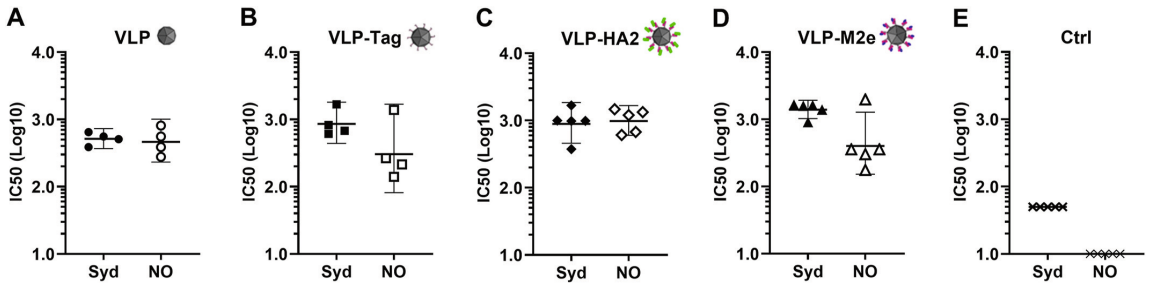 A
VLP
IC50 (Log10)
4.0
3.0
2.0
1.0
Syd NO
B
VLP-Tag
IC50 (Log10)
4.0
3.0
2.0
1.0
Syd NO
C
VLP-HA2
IC50 (Log10)
4.0
3.0
2.0
1.0
Syd NO
D
VLP-M2e
IC50 (Log10)
4.0
3.0
2.0
1.0
Syd NO
E
Ctrl
IC50 (Log10)
4.0
3.0
2.0
1.0
Syd NO